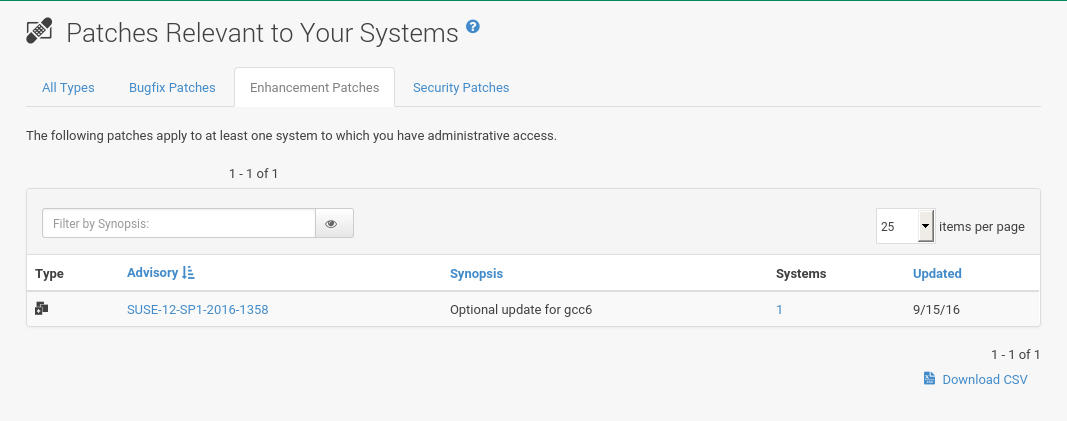 Patches Relevant to Your Systems ?
All Types Bugfix Patches Enhancement Patches Security Patches
The following patches apply to at least one system to which you have administrative access.
1 - 1 of 1
Filter by Synopsis: 25 items per page
Type Advisory Synopsis Systems Updated
SUSE-12-SP1-2016-1358 Optional update for gcc6 1 9/15/16
1 - 1 of 1
Download CSV